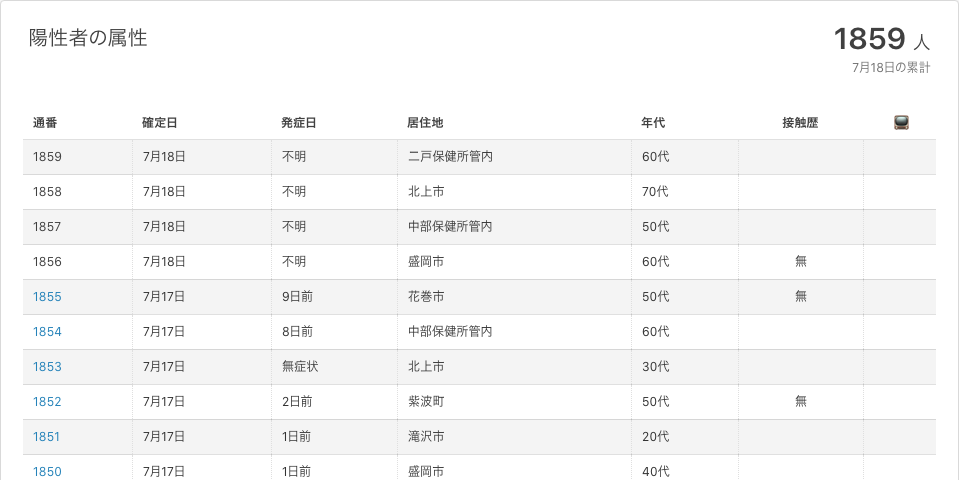 陽性者の属性
1859 人
7月18日の累計
通番 確定日 発症日 居住地 年代 接触歴
1859 7月18日 不明 二戸保健所管内 60代
1858 7月18日 不明 北上市 70代
1857 7月18日 不明 中部保健所管内 50代
1856 7月18日 不明 盛岡市 60代 無
1855 7月17日 9日前 花巻市 50代 無
1854 7月17日 8日前 中部保健所管内 60代
1853 7月17日 無症状 北上市 30代
1852 7月17日 2日前 紫波町 50代 無
1851 7月17日 1日前 滝沢市 20代
1850 7月17日 1日前 盛岡市 40代